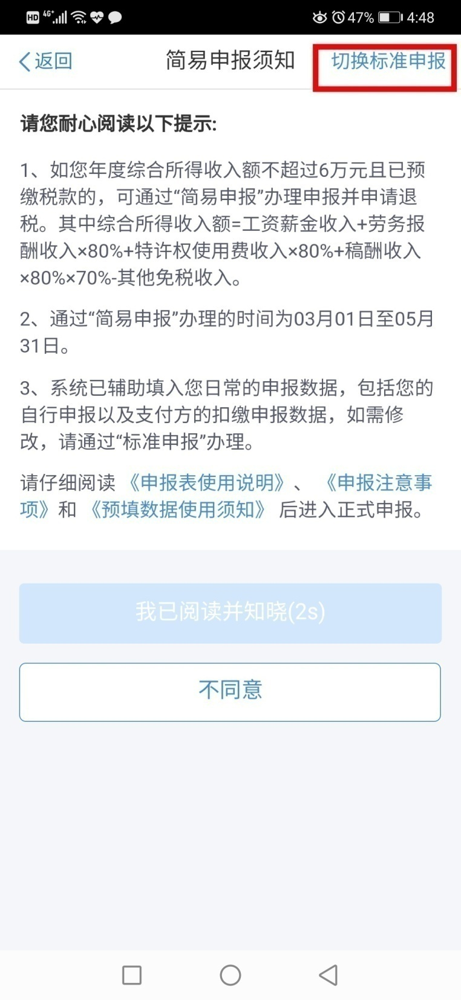 HD 4G+ 47% 4:48
返回 简易申报须知 切换标准申报
请您耐心阅读以下提示:
1、如您年度综合所得收入额不超过6万元且已预
缴税款的，可通过“简易申报”办理申报并申请退
税。其中综合所得收入额=工资薪金收入+劳务报
酬收入×80%+特许权使用费收入×80%+稿酬收入
×80%×70%-其他免税收入。
2、通过“简易申报”办理的时间为03月01日至05月
31日。
3、系统已辅助填入您日常的申报数据，包括您的
自行申报以及支付方的扣缴申报数据，如需修
改，请通过“标准申报”办理。
请仔细阅读 《申报表使用说明》、 《申报注意事
项》和 《预填数据使用须知》 后进入正式申报。
我已阅读并知晓(2s)
不同意